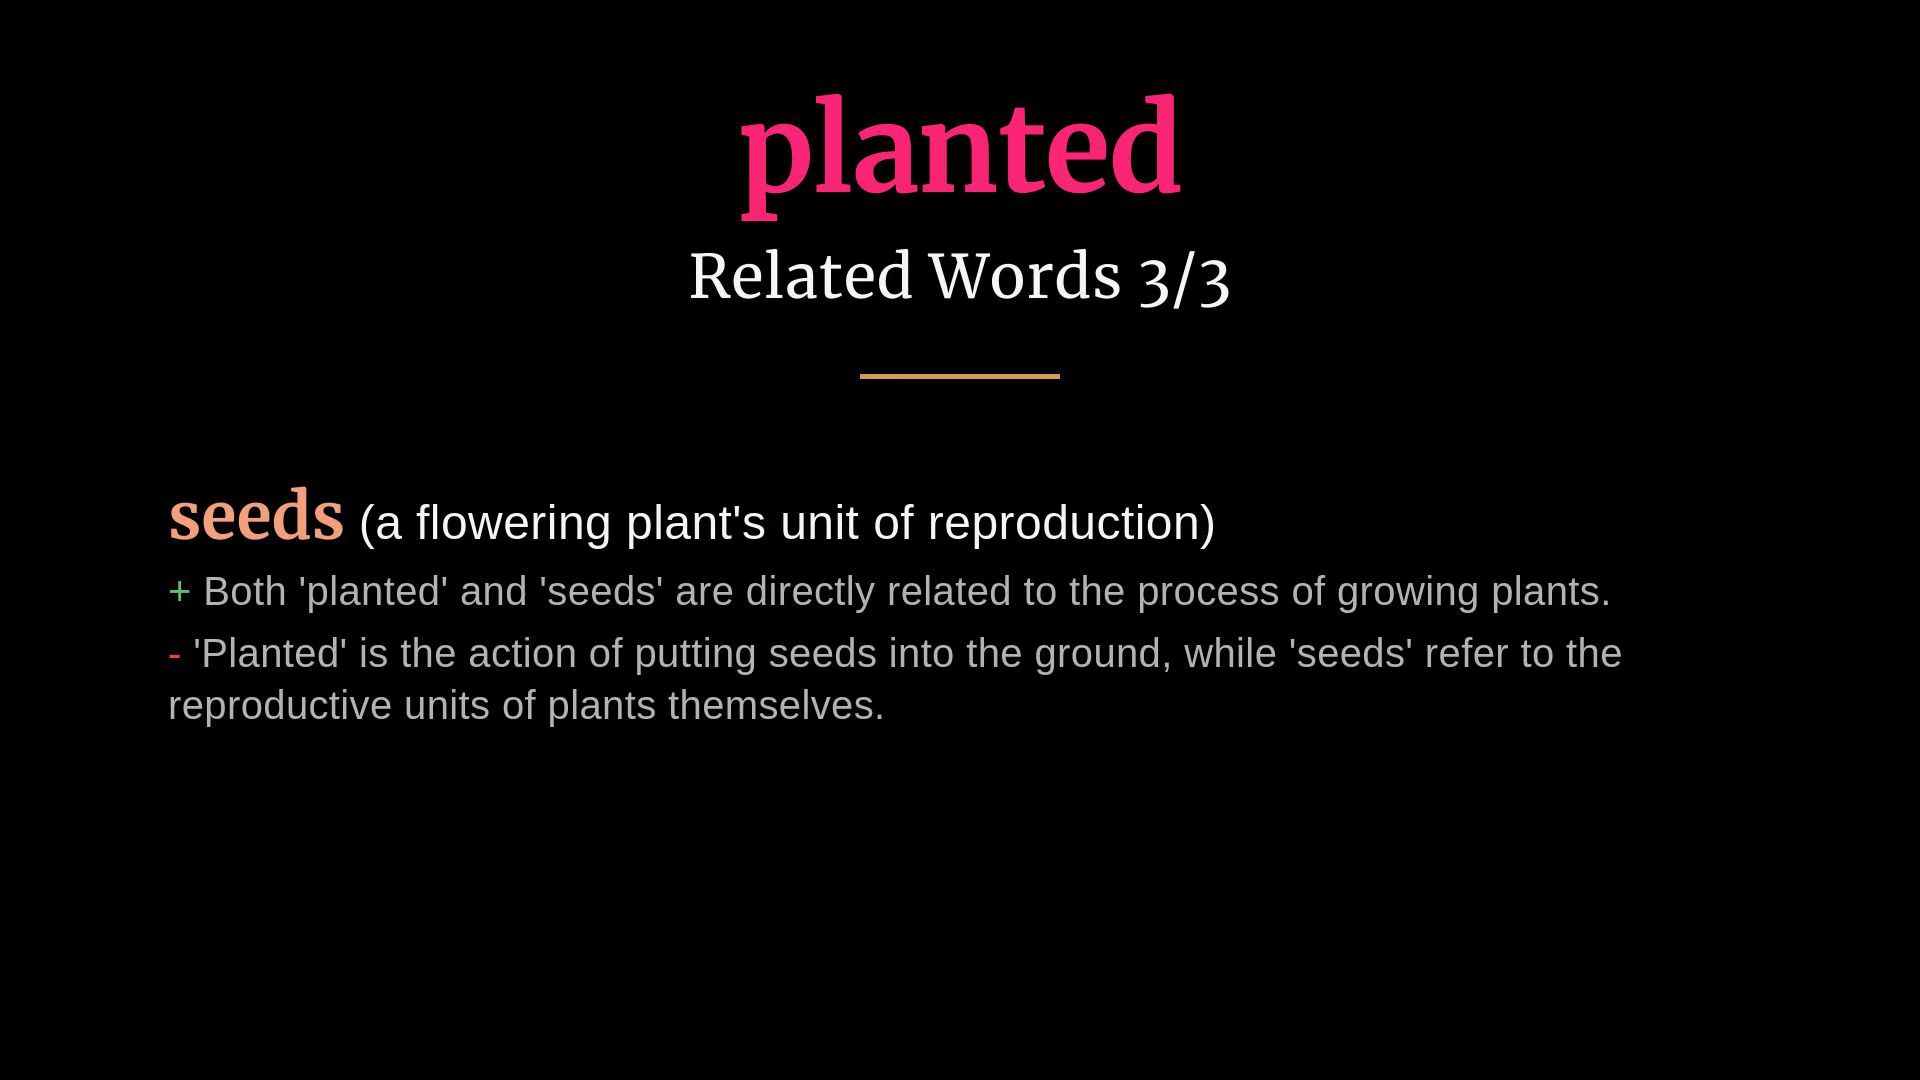 planted
Related Words 3/3
seeds (a flowering plant's unit of reproduction)
+ Both 'planted' and 'seeds' are directly related to the process of growing plants.
- 'Planted' is the action of putting seeds into the ground, while 'seeds' refer to the
reproductive units of plants themselves.